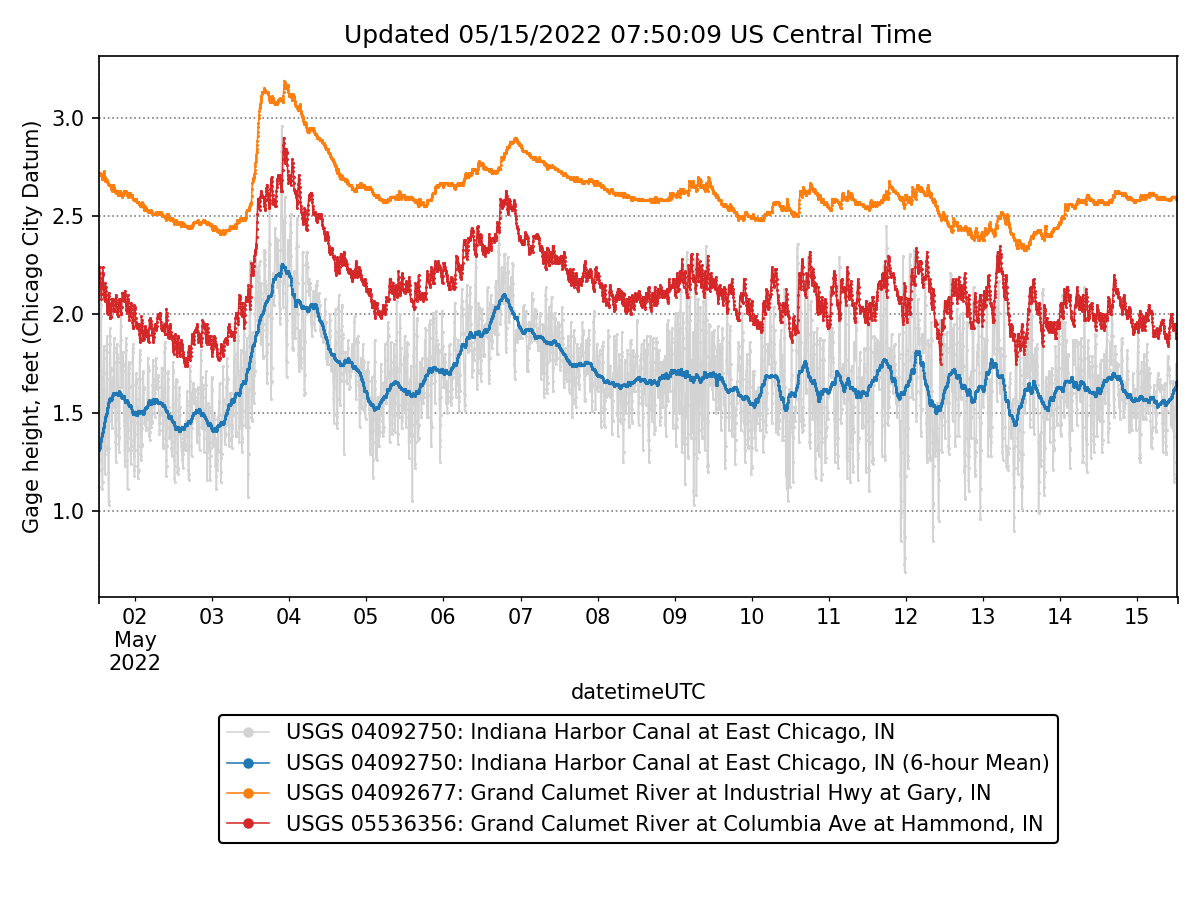 Updated 05/15/2022 07:50:09 US Central Time
Gage height, feet (Chicago City Datum)
3.0
2.5
2.0
1.5
1.0
02 03 04 05 06 07 08 09 10 11 12 13 14 15
May
2022
datetimeUTC
USGS 04092750: Indiana Harbor Canal at East Chicago, IN
USGS 04092750: Indiana Harbor Canal at East Chicago, IN (6-hour Mean)
USGS 04092677: Grand Calumet River at Industrial Hwy at Gary, IN
USGS 05536356: Grand Calumet River at Columbia Ave at Hammond, IN